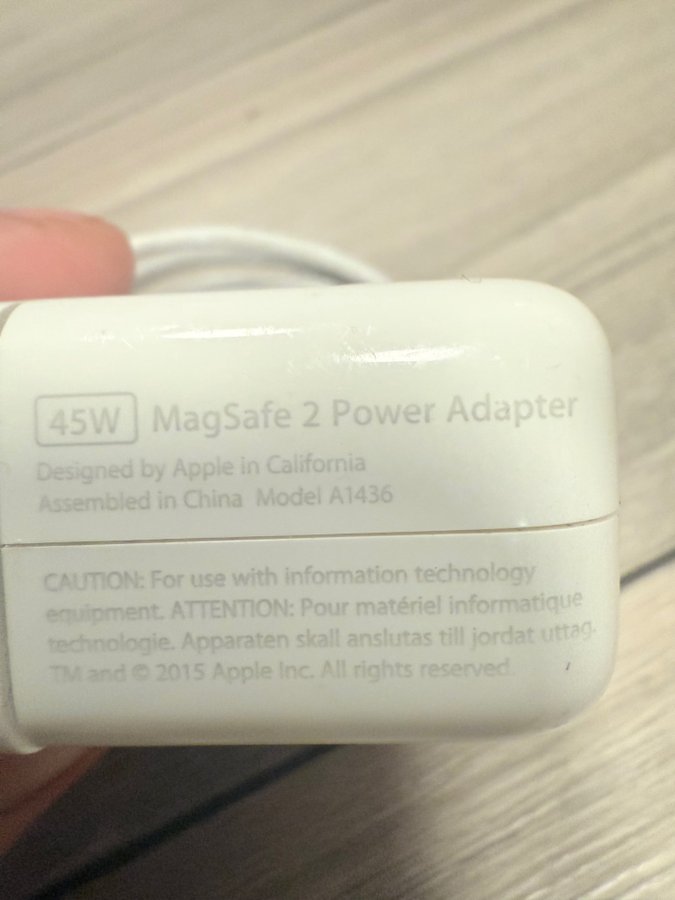 45W MagSafe 2 Power Adapter
Designed by Apple in California
Assembled in China Model A1436
CAUTION: For use with information technology
equipment. ATTENTION: Pour matériel informatique
technologie. Apparaten skall anslutas till jordat uttag.
TM and © 2015 Apple Inc. All rights reserved.